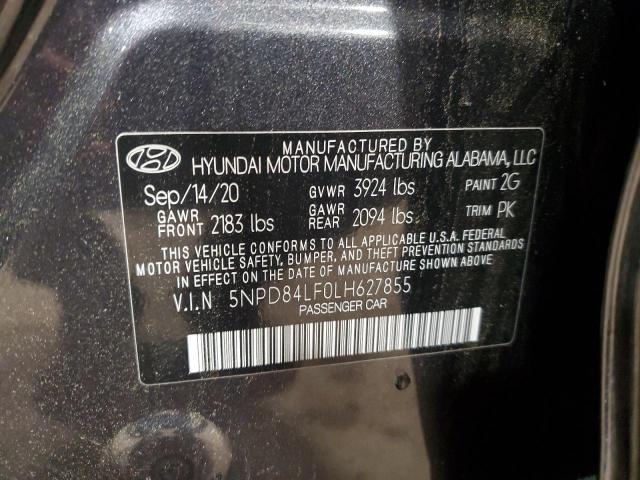 MANUFACTURED BY
HYUNDAI MOTOR MANUFACTURING ALABAMA, LLC
Sep/14/20 GVWR 3924 lbs PAINT 2G
GAWR FRONT 2183 lbs GAWR REAR 2094 lbs TRIM PK
THIS VEHICLE CONFORMS TO ALL APPLICABLE U.S.A. FEDERAL
MOTOR VEHICLE SAFETY, BUMPER, AND THEFT PREVENTION STANDARDS
IN EFFECT ON THE DATE OF MANUFACTURE SHOWN ABOVE
V.I.N 5NPD84LF0LH627855
PASSENGER CAR